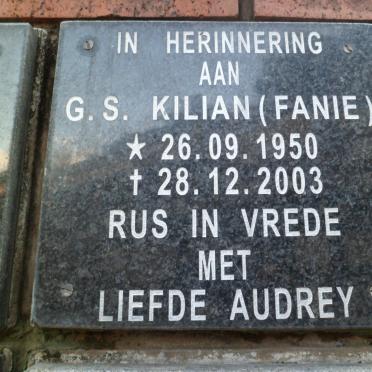 IN HERINNERING
AAN
G.S. KILIAN (FANIE)
★ 26.09.1950
† 28.12.2003
RUS IN VREDE
MET
LIEFDE AUDREY